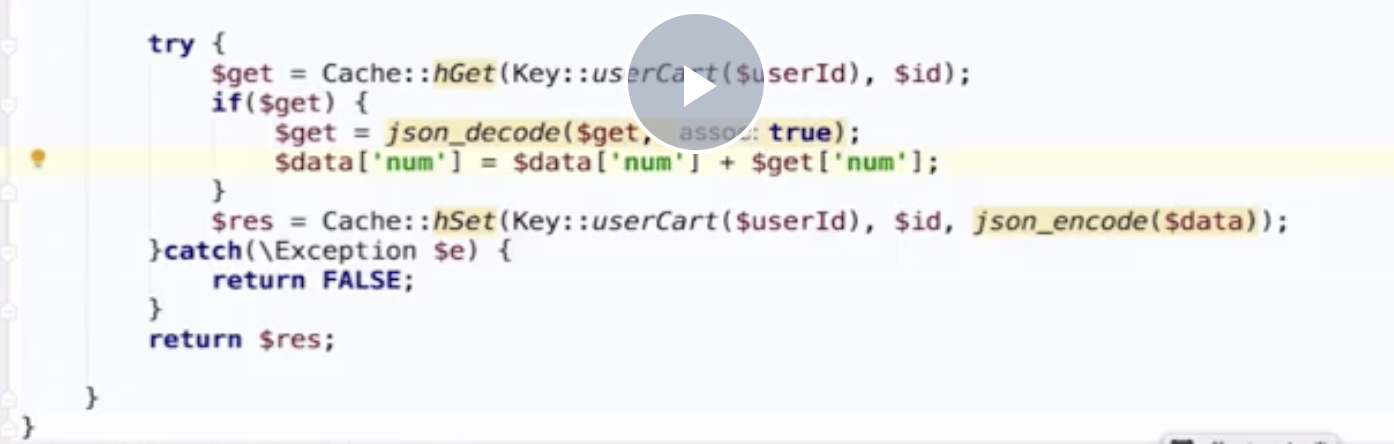 try {
$get = Cache::hGet(Key::userCart($userId), $id);
if($get) {
$get = json_decode($get, assoc: true);
$data['num'] = $data['num'] + $get['num'];
}
$res = Cache::hSet(Key::userCart($userId), $id, json_encode($data));
}catch(\Exception $e) {
return FALSE;
}
return $res;
}
}